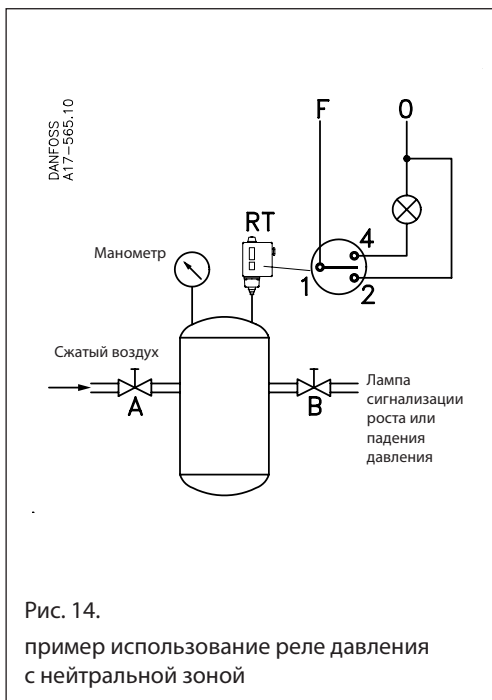 DANFOSS
A17-565.10
F
0
RT
4
1
2
Манометр
Сжатый воздух
A
B
Лампа
сигнализации
роста или
падения
давления
Рис. 14.
пример использование реле давления
с нейтральной зоной